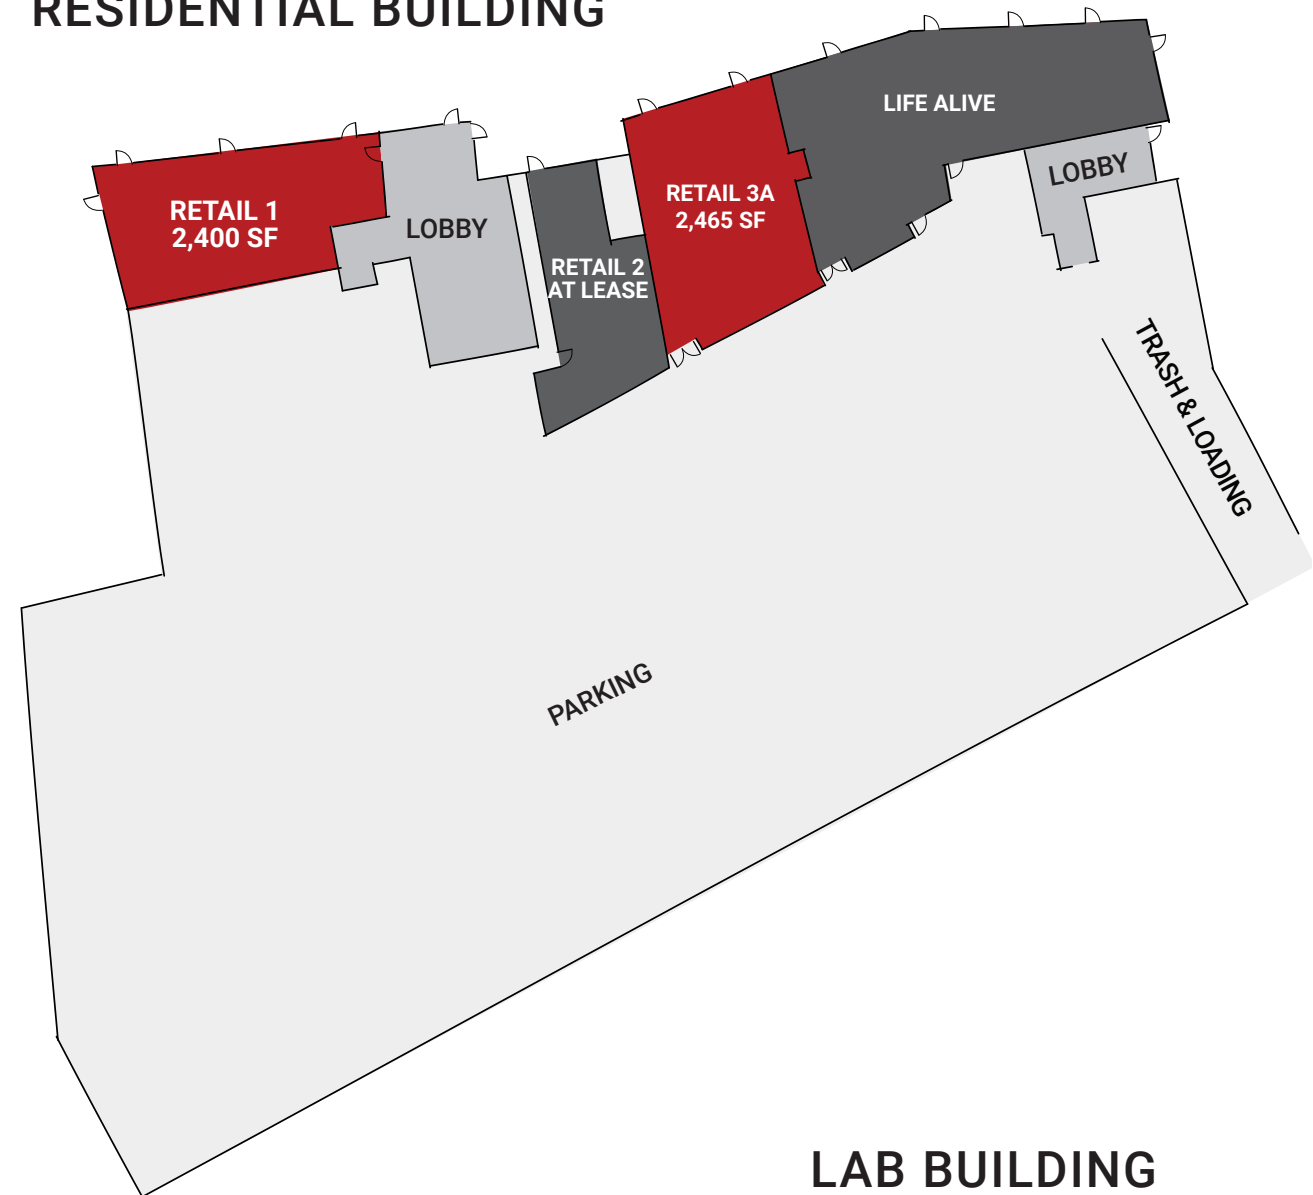 RESIDENTIAL BUILDING
LIFE ALIVE
LOBBY
RETAIL 1
2,400 SF
LOBBY
RETAIL 3A
2,465 SF
RETAIL 2
AT LEASE
TRASH & LOADING
PARKING
LAB BUILDING